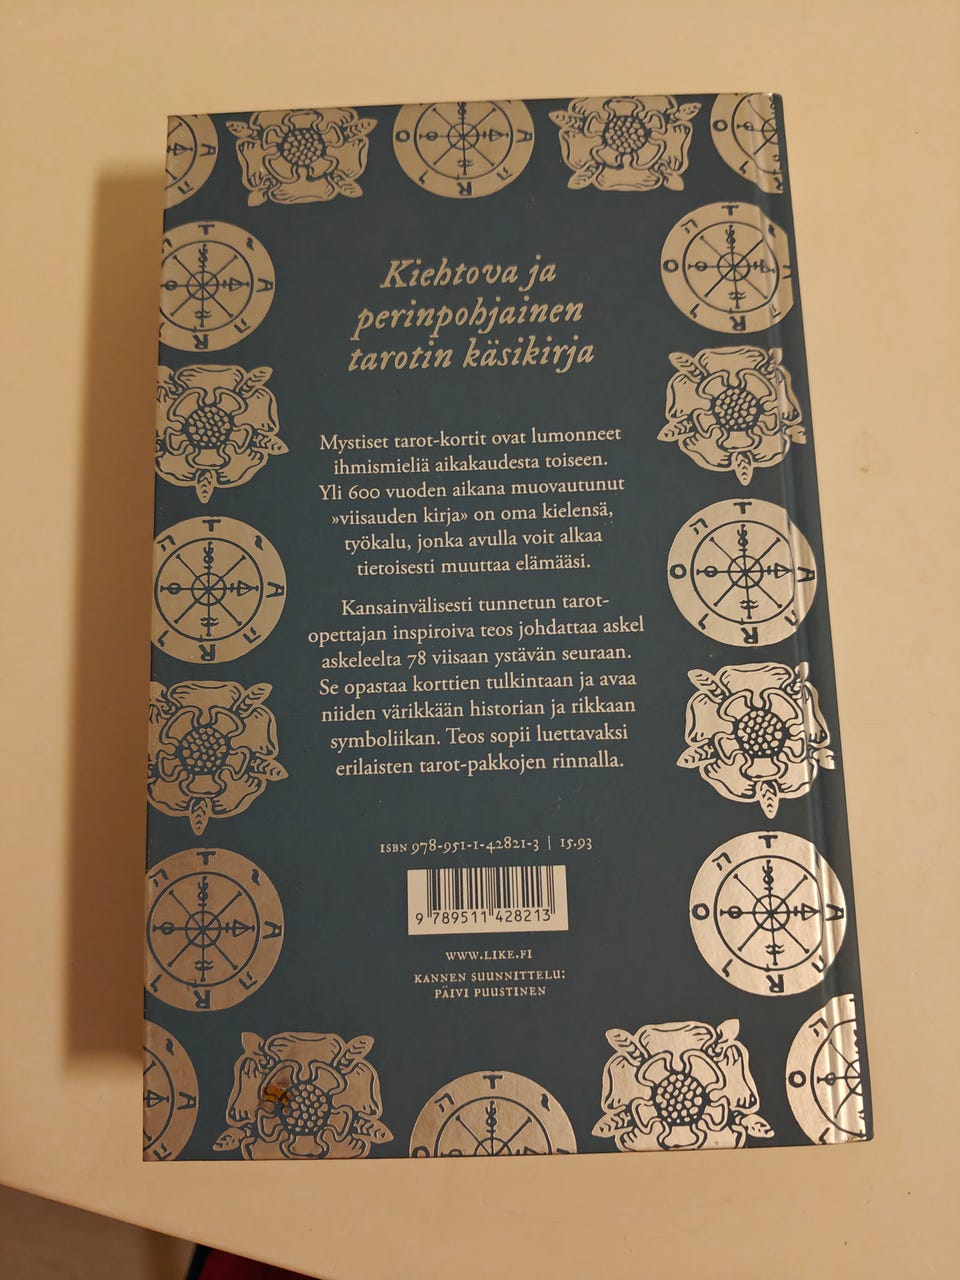 Kiehtova ja
perinpohjainen
tarotin käsikirja
Mystiset tarot-kortit ovat lumonneet
ihmismieliä aikakaudesta toiseen.
Yli 600 vuoden aikana muovautunut
»viisauden kirja» on oma kielensä,
työkalu, jonka avulla voit alkaa
tietoisesti muuttaa elämääsi.
Kansainvälisesti tunnetun tarot-
opettajan inspiroiva teos johdattaa askel
askeleelta 78 viisaan ystävän seuraan.
Se opastaa korttien tulkintaan ja avaa
niiden värikkään historian ja rikkaan
symboliikan. Teos sopii luettavaksi
erilaisten tarot-pakkojen rinnalla.
ISBN 978-951-1-42821-3 | 15.93
9 789511 428213
WWW.LIKE.FI
KANNEN SUUNNITTELU:
PÄIVI PUUSTINEN